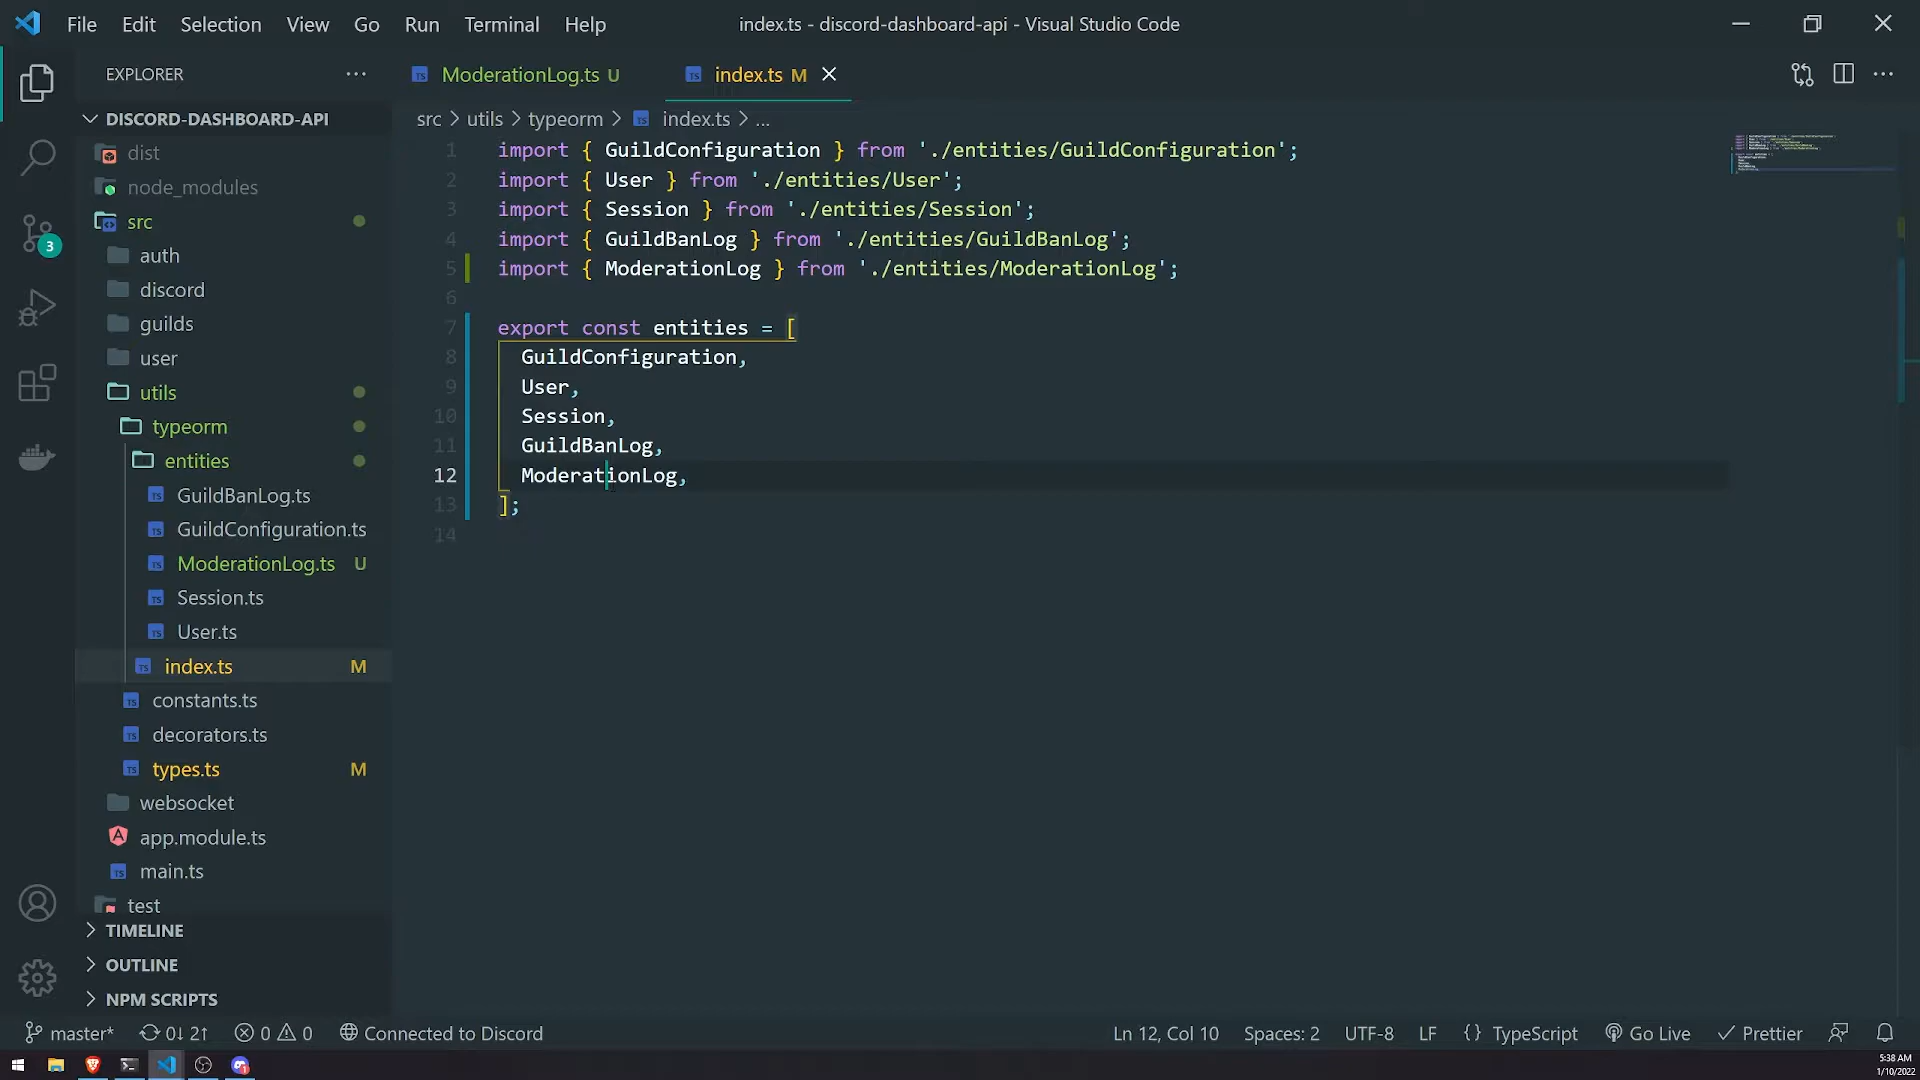 File Edit Selection View Go Run Terminal Help
index.ts - discord-dashboard-api - Visual Studio Code
EXPLORER
ModerationLog.ts U
index.ts M
DISCORD-DASHBOARD-API
src > utils > typeorm > index.ts > ...
dist
node_modules
src
auth
discord
guilds
user
utils
typeorm
entities
GuildBanLog.ts
GuildConfiguration.ts
ModerationLog.ts U
Session.ts
User.ts
index.ts M
constants.ts
decorators.ts
types.ts M
websocket
app.module.ts
main.ts
test
TIMELINE
OUTLINE
NPM SCRIPTS
3
1 import { GuildConfiguration } from './entities/GuildConfiguration';
2 import { User } from './entities/User';
3 import { Session } from './entities/Session';
4 import { GuildBanLog } from './entities/GuildBanLog';
5 import { ModerationLog } from './entities/ModerationLog';
6
7 export const entities = [
8 GuildConfiguration,
9 User,
10 Session,
11 GuildBanLog,
12 ModerationLog,
13 ];
14
master* 0↓ 2↑ 0 0 Connected to Discord
Ln 12, Col 10 Spaces: 2 UTF-8 LF {} TypeScript Go Live Prettier
5:38 AM
1/10/2022